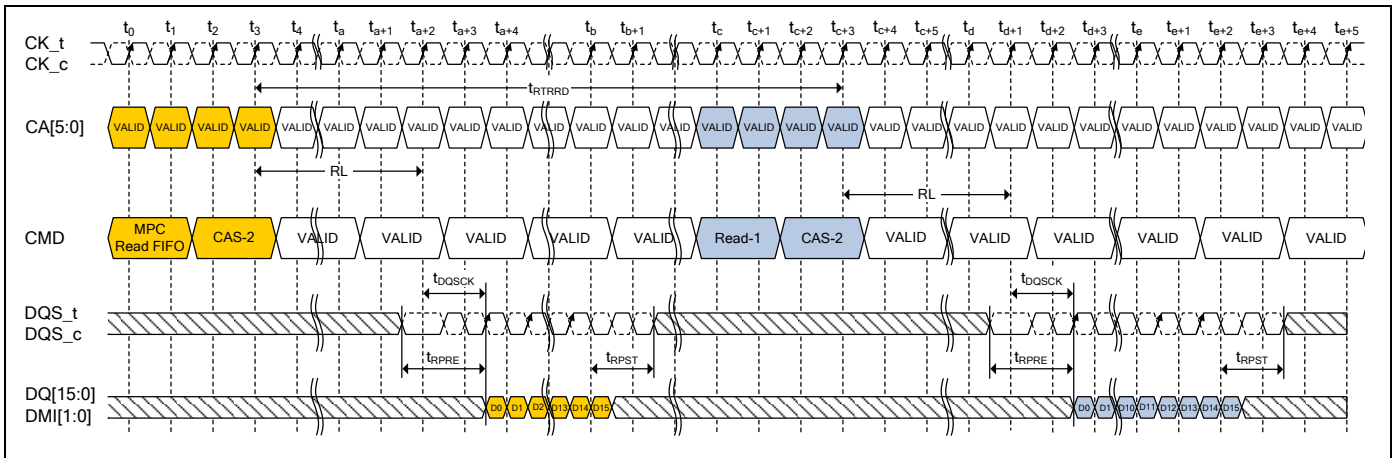 t0 t1 t2 t3 t4 ta ta+1 ta+2 ta+3 ta+4 tb tb+1 tc tc+1 tc+2 tc+3 tc+4 tc+5 td td+1 td+2 td+3 te te+1 te+2 te+3 te+4 te+5
CK_t
CK_c
tRTRRD
CA[5:0] VALID VALID VALID VALID VALID VALID VALID VALID VALID VALID VALID VALID VALID VALID VALID VALID VALID VALID VALID VALID VALID VALID VALID VALID VALID VALID VALID VALID VALID VALID
RL RL
CMD MPC Read FIFO CAS-2 VALID VALID VALID VALID VALID Read-1 CAS-2 VALID VALID VALID VALID VALID VALID
tDQSCK tDQSCK
DQS_t
DQS_c
tRPRE tRPST tRPRE tRPST
DQ[15:0]
DMI[1:0]
D0 D1 D2 D13 D14 D15 D0 D1 D10 D11 D12 D13 D14 D15